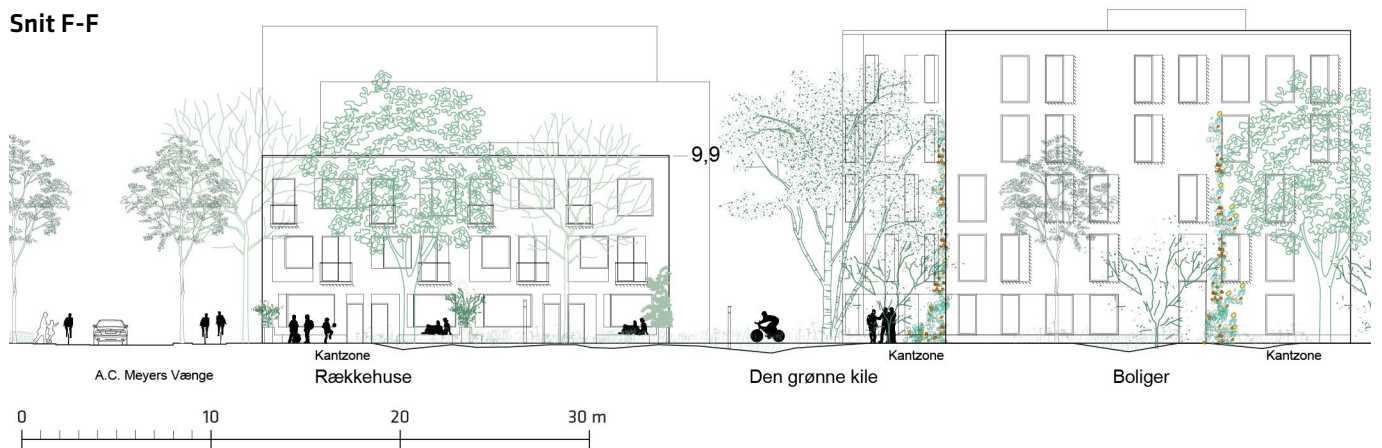 Snit F-F
9,9
Kantzone
Kantzone
Kantzone
A.C. Meyers Vænge
Rækkehuse
Den grønne kile
Boliger
0
10
20
30 m